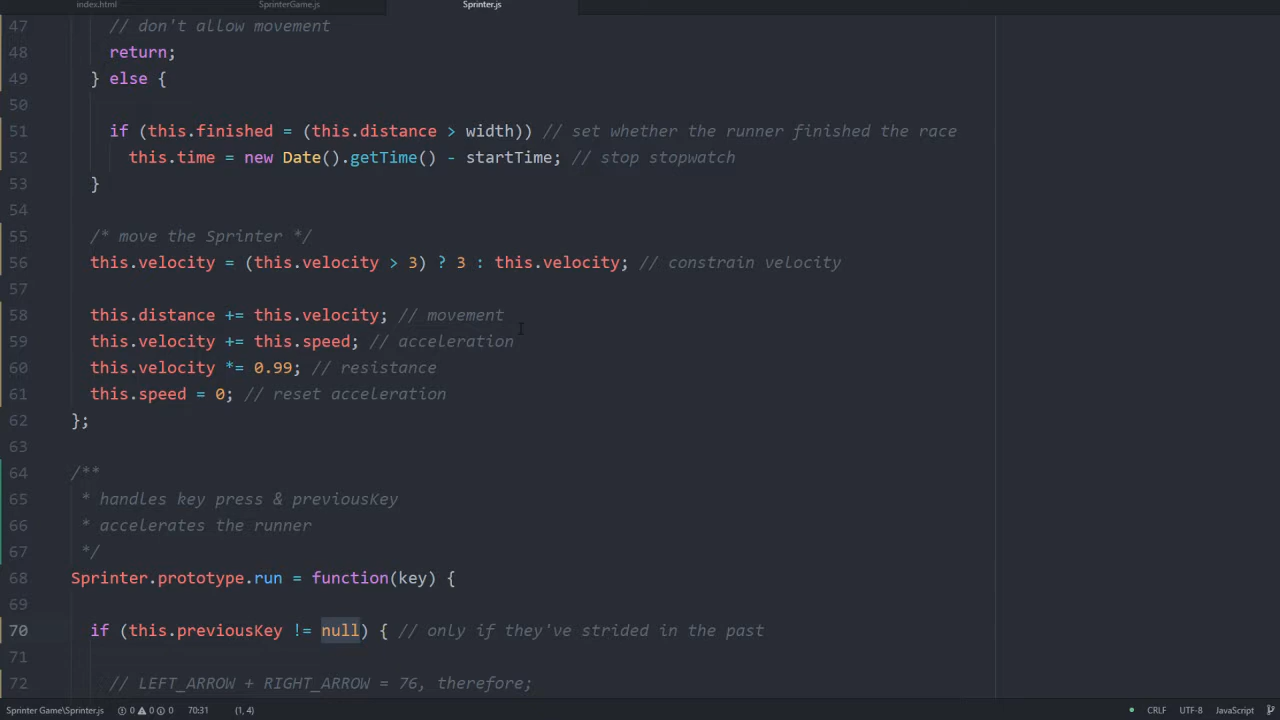 index.html SprinterGame.js Sprinter.js
47 // don't allow movement
48 return;
49 } else {
50
51 if (this.finished = (this.distance > width)) // set whether the runner finished the race
52 this.time = new Date().getTime() - startTime; // stop stopwatch
53 }
54
55 /* move the Sprinter */
56 this.velocity = (this.velocity > 3) ? 3 : this.velocity; // constrain velocity
57
58 this.distance += this.velocity; // movement
59 this.velocity += this.speed; // acceleration
60 this.velocity *= 0.99; // resistance
61 this.speed = 0; // reset acceleration
62 };
63
64 /**
65 * handles key press & previousKey
66 * accelerates the runner
67 */
68 Sprinter.prototype.run = function(key) {
69
70 if (this.previousKey != null) { // only if they've strided in the past
71
72 // LEFT_ARROW + RIGHT_ARROW = 76, therefore;
Sprinter Game\Sprinter.js 0 0 0 70:31 (1, 4) CRLF UTF-8 JavaScript